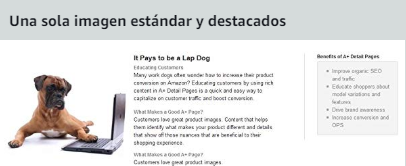 Una sola imagen estándar y destacados
It Pays to be a Lap Dog
Educating Customers
Many work dogs often wonder how to increase their product
conversion on Amazon? Educating customers by using rich
content in A+ Detail Pages is a quick and easy way to
capitalize on customer traffic and boost conversion
What Makes a Good A+ Page?
Customers love great product images. Content that helps
them identify what makes your product different and details
that show off those nuances that are beneficial to their
shopping experience.
What Makes a Good A+ Page?
Customers love great product images.
Benefits of A+ Detail Pages
Improve organic SEO
and traffic
Educate shoppers about
model variations and
features
Drive brand awareness
Increase conversion and
OPS